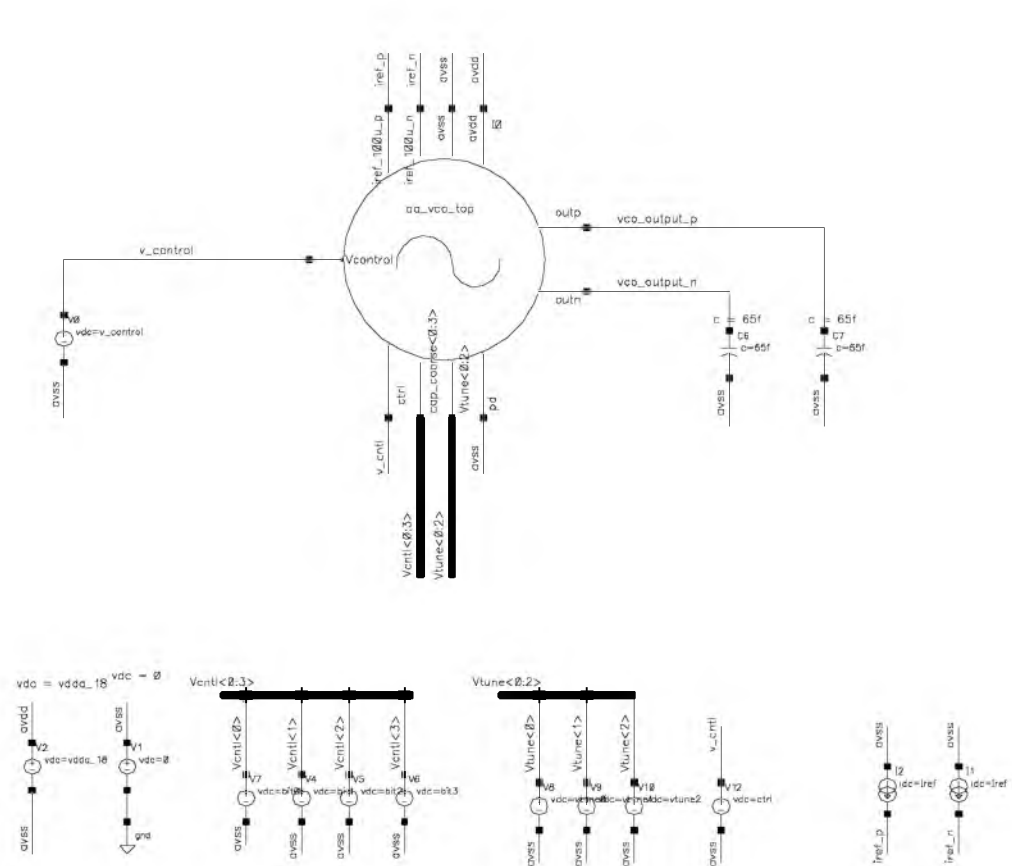 iref_p
iref_n
avss
avdd
iref_100u_p
iref_100u_n
avss
avdd
I0
aa_vco_top
outp
vco_output_p
v_control
Vcontrol
outn
vco_output_n
V0
vdc=v_control
avss
c = 65f
C6
c=65f
avss
c = 65f
C7
c=65f
avss
ctrl
cap_coarse<0:3>
Vtune<0:2>
pd
v_cntl
Vcntl<0:3>
Vtune<0:2>
avss
vdc = vdda_18
vdc = 0
Vcntl<0:3>
Vtune<0:2>
avdd
V2
vdc=vdda_18
avss
avss
V1
vdc=0
gnd
Vcntl<0>
V7
avss
Vcntl<1>
V4
avss
Vcntl<2>
V5
vdc=bit2
avss
Vcntl<3>
V6
vdc=bit3
avss
Vtune<0>
V8
avss
Vtune<1>
V9
avss
Vtune<2>
V10
vdc=vtune2
avss
v_cntl
V12
vdc=ctrl
avss
avss
I2
idc=iref
iref_p
avss
I1
idc=iref
iref_n